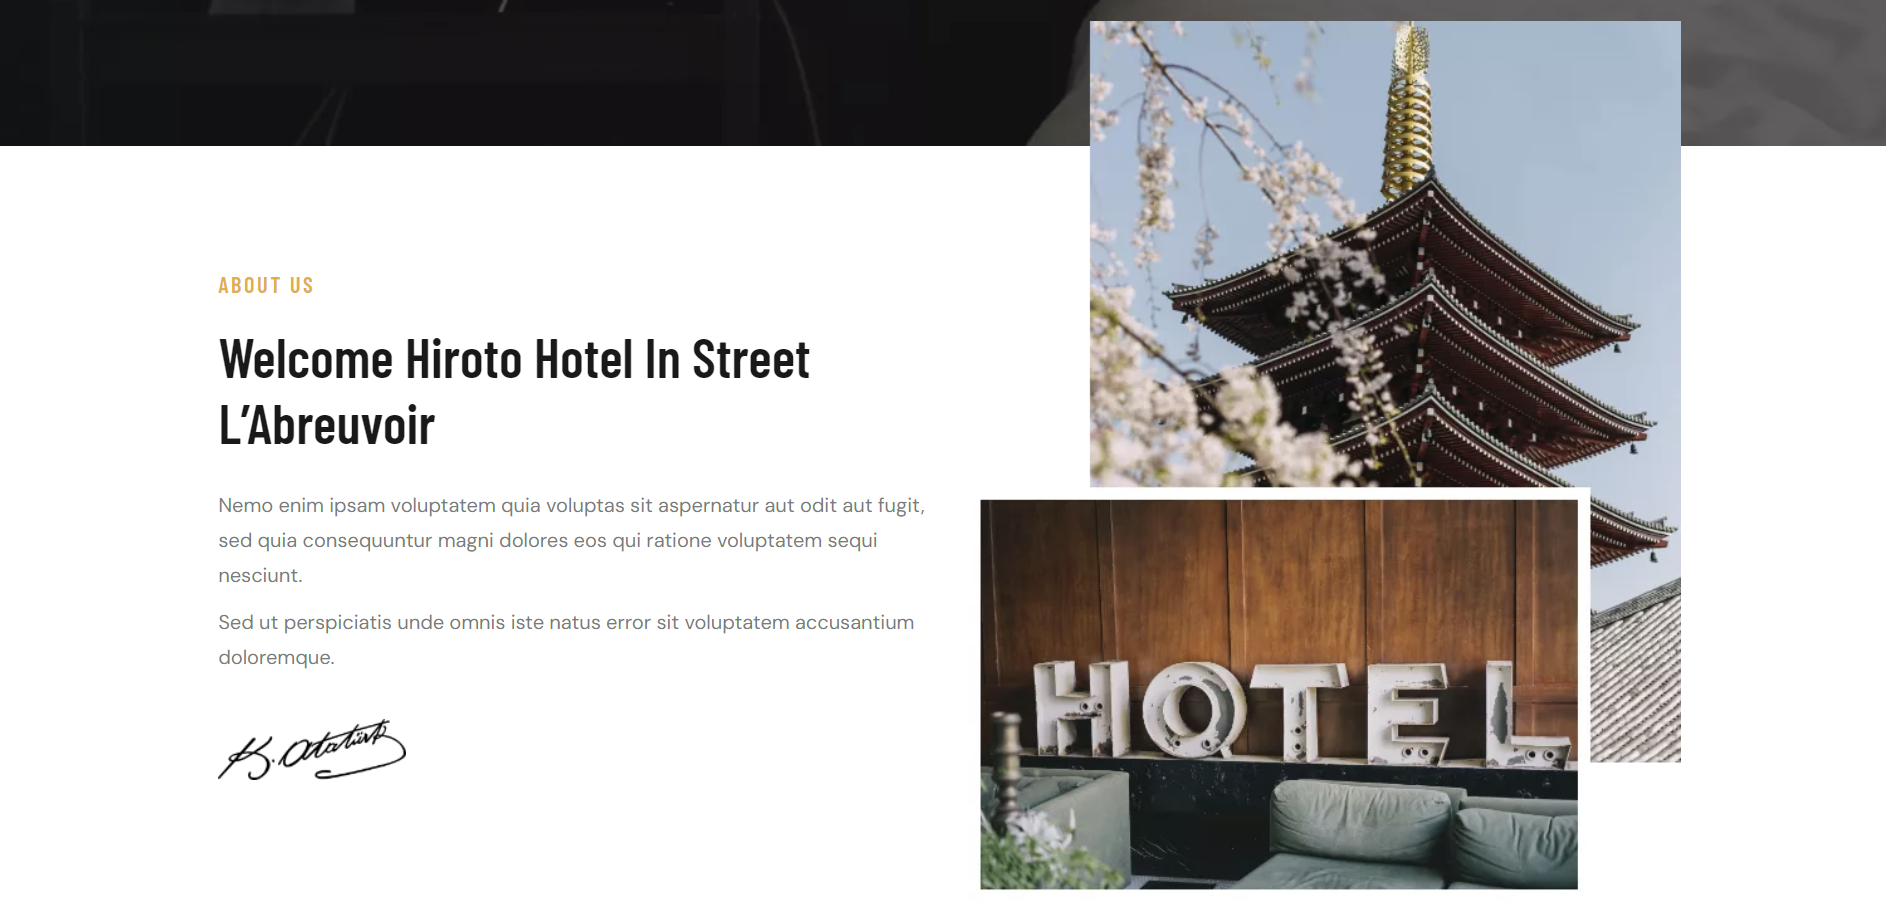 ABOUT US
Welcome Hiroto Hotel In Street
L’Abreuvoir
Nemo enim ipsam voluptatem quia voluptas sit aspernatur aut odit aut fugit,
sed quia consequuntur magni dolores eos qui ratione voluptatem sequi
nesciunt.
Sed ut perspiciatis unde omnis iste natus error sit voluptatem accusantium
doloremque.
K. Atatürk
HOTEL